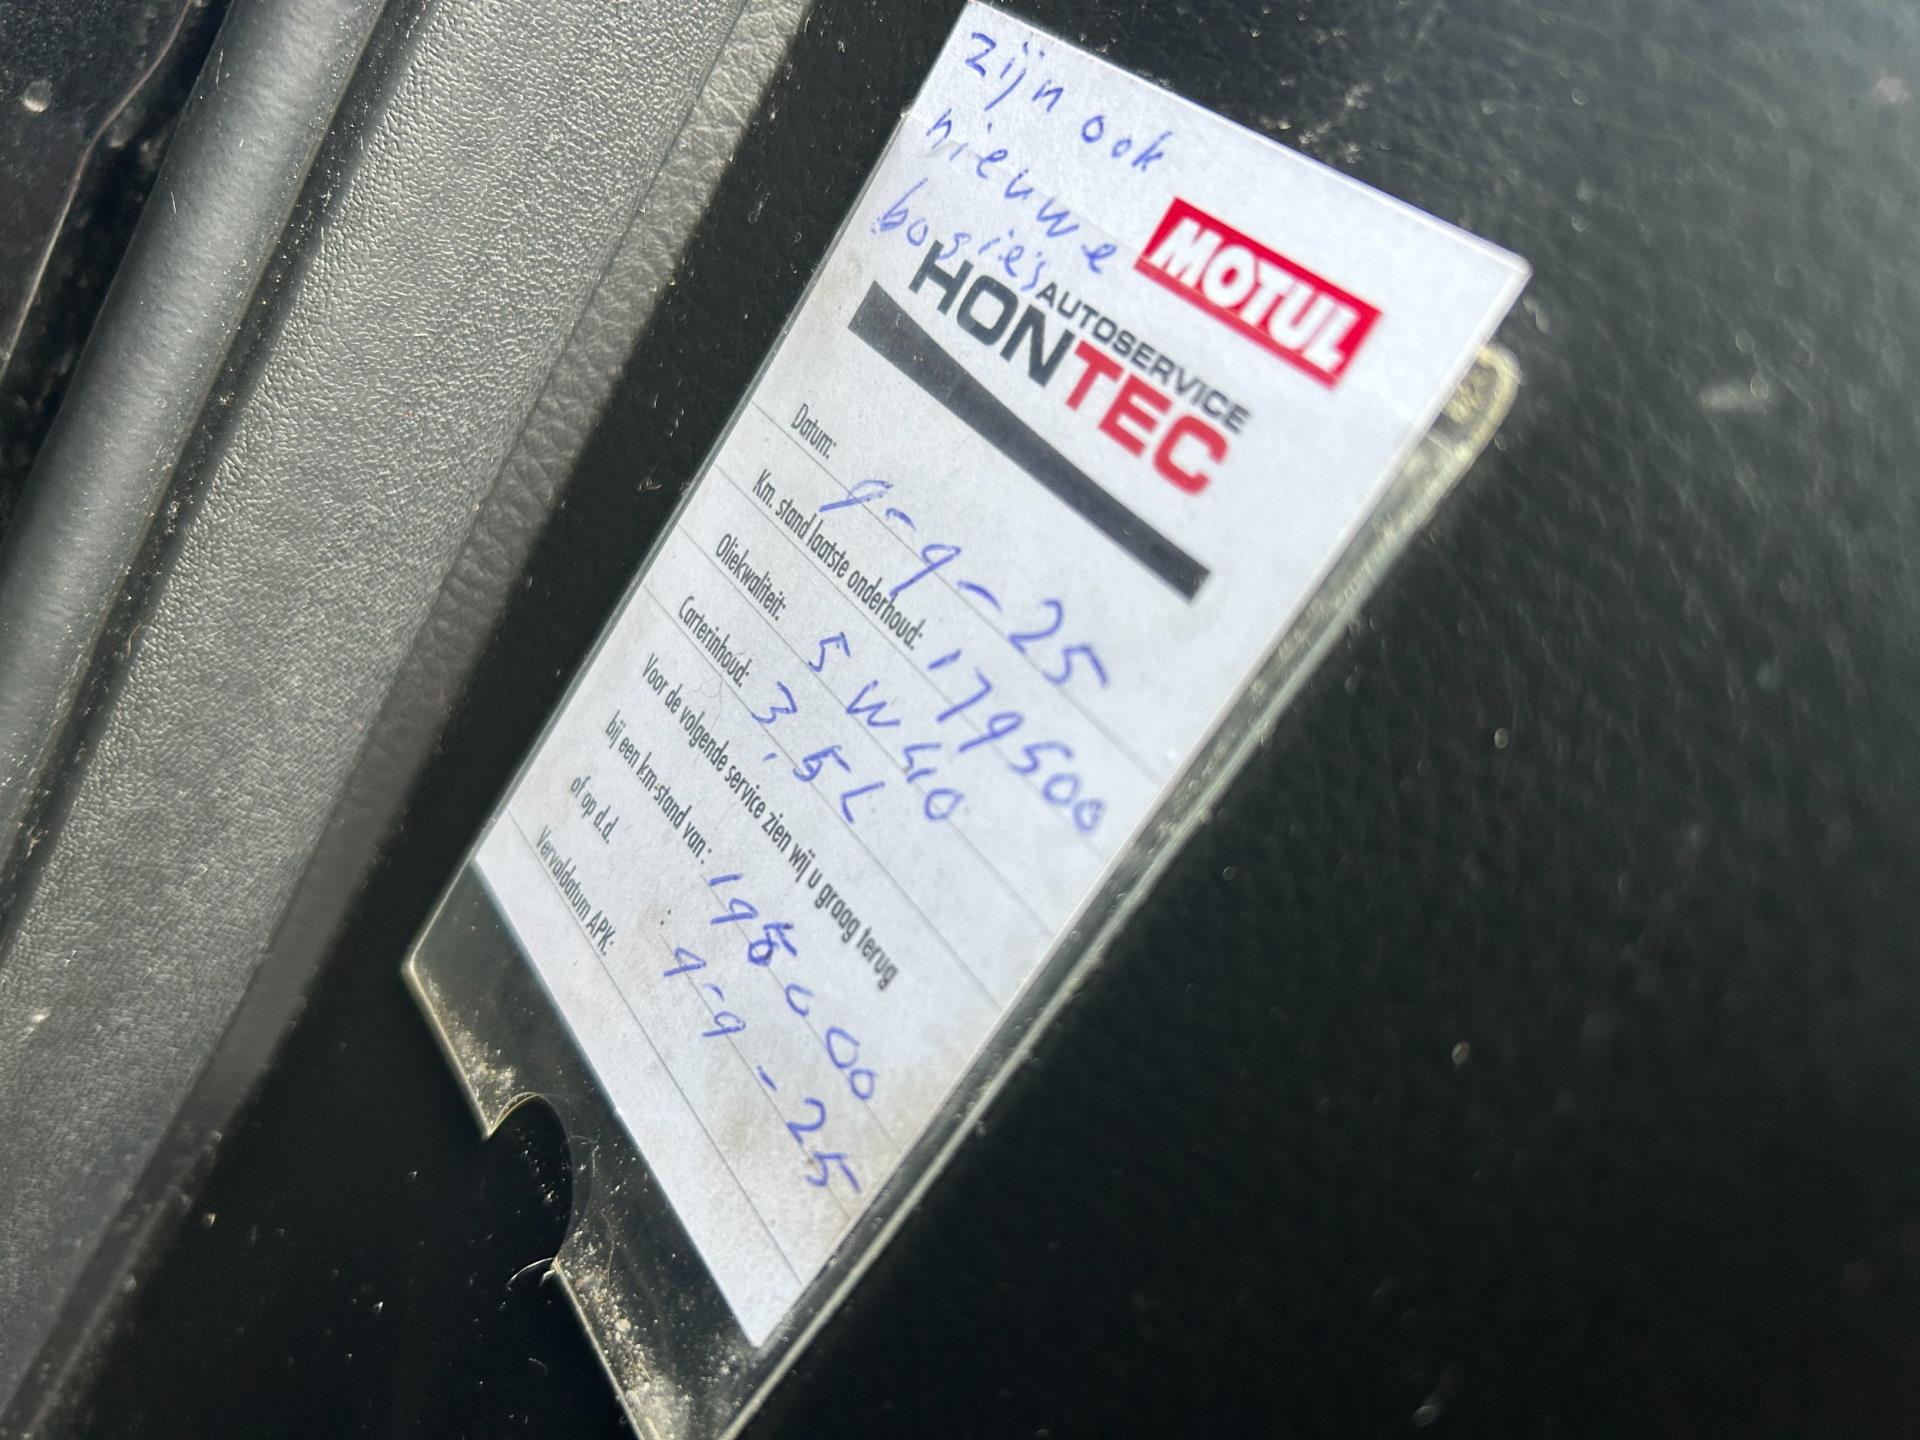 zijn ook
nieuwe
bogie's
MOTUL
AUTOSERVICE
HONTEC
Datum: 9-9-25
Km. stand laatste onderhoud: 179500
Oliekwaliteit: 5W40
Carterinhoud: 3,5L
Voor de volgende service zien wij u graag terug
bij een km-stand van: 195000
of op d.d. : 9-9-25
Vervaldatum APK: